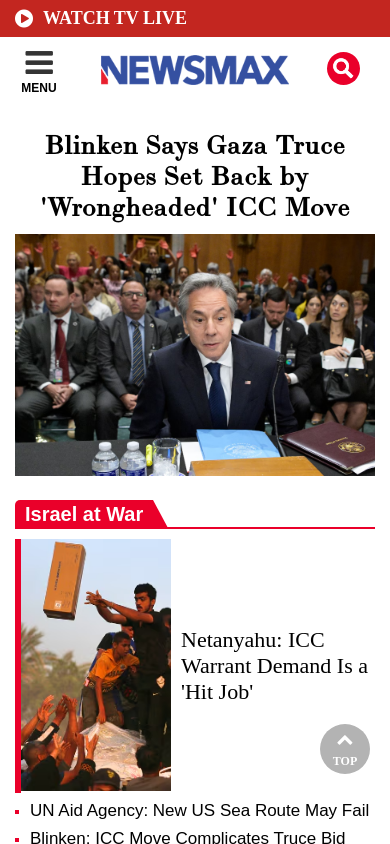 WATCH TV LIVE
MENU
NEWSMAX
Blinken Says Gaza Truce
Hopes Set Back by
'Wrongheaded' ICC Move
Israel at War
Netanyahu: ICC
Warrant Demand Is a
'Hit Job'
TOP
UN Aid Agency: New US Sea Route May Fail
Blinken: ICC Move Complicates Truce Bid